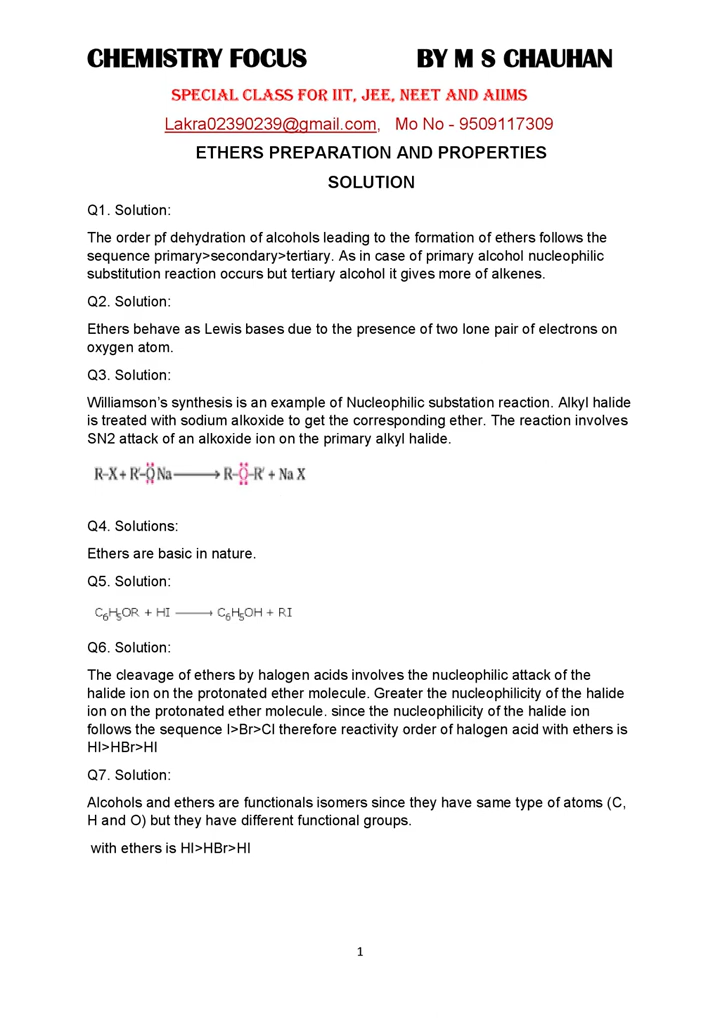 CHEMISTRY FOCUS BY M S CHAUHAN
SPECIAL CLASS FOR IIT, JEE, NEET AND AIIMS
Lakra02390239@gmail.com, Mo No - 9509117309
ETHERS PREPARATION AND PROPERTIES
SOLUTION
Q1. Solution:
The order pf dehydration of alcohols leading to the formation of ethers follows the
sequence primary>secondary>tertiary. As in case of primary alcohol nucleophilic
substitution reaction occurs but tertiary alcohol it gives more of alkenes.
Q2. Solution:
Ethers behave as Lewis bases due to the presence of two lone pair of electrons on
oxygen atom.
Q3. Solution:
Williamson’s synthesis is an example of Nucleophilic substation reaction. Alkyl halide
is treated with sodium alkoxide to get the corresponding ether. The reaction involves
SN2 attack of an alkoxide ion on the primary alkyl halide.
R–X + R′–O Na ⟶ R–O–R′ + Na X
Q4. Solutions:
Ethers are basic in nature.
Q5. Solution:
C₆H₅OR + HI ⟶ C₆H₅OH + RI
Q6. Solution:
The cleavage of ethers by halogen acids involves the nucleophilic attack of the
halide ion on the protonated ether molecule. Greater the nucleophilicity of the halide
ion on the protonated ether molecule. since the nucleophilicity of the halide ion
follows the sequence I>Br>Cl therefore reactivity order of halogen acid with ethers is
HI>HBr>HI
Q7. Solution:
Alcohols and ethers are functionals isomers since they have same type of atoms (C,
H and O) but they have different functional groups.
with ethers is HI>HBr>HI
1